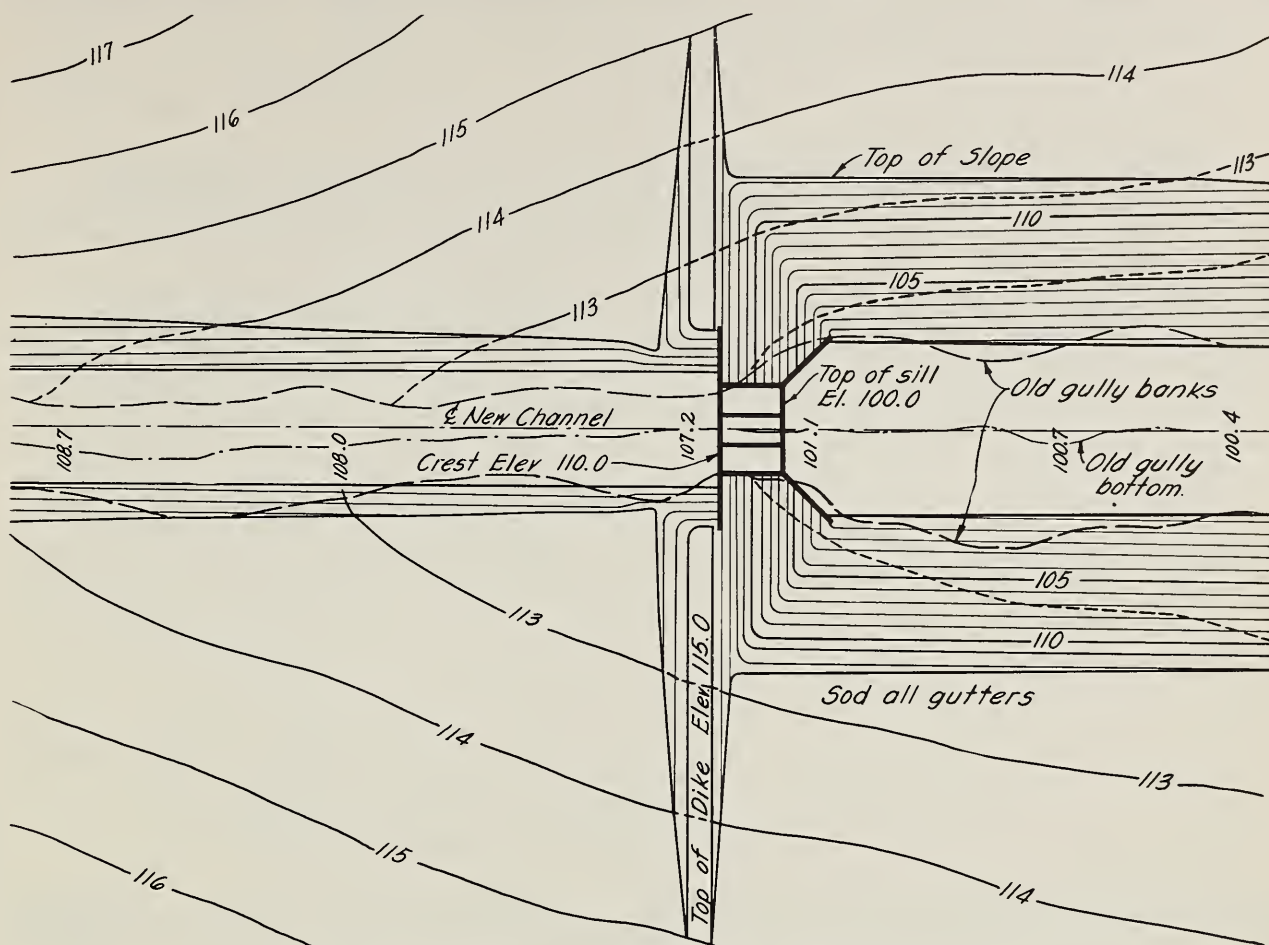 117
116
115
114
114
113
113
Top of Slope
110
105
Top of sill
El. 100.0
Old gully banks
℄ New Channel
108.7
108.0
107.2
101.1
100.7
100.4
Crest Elev 110.0
Old gully
bottom.
105
110
113
Sod all gutters
Top of Dike Elev. 115.0
114
113
115
114
116